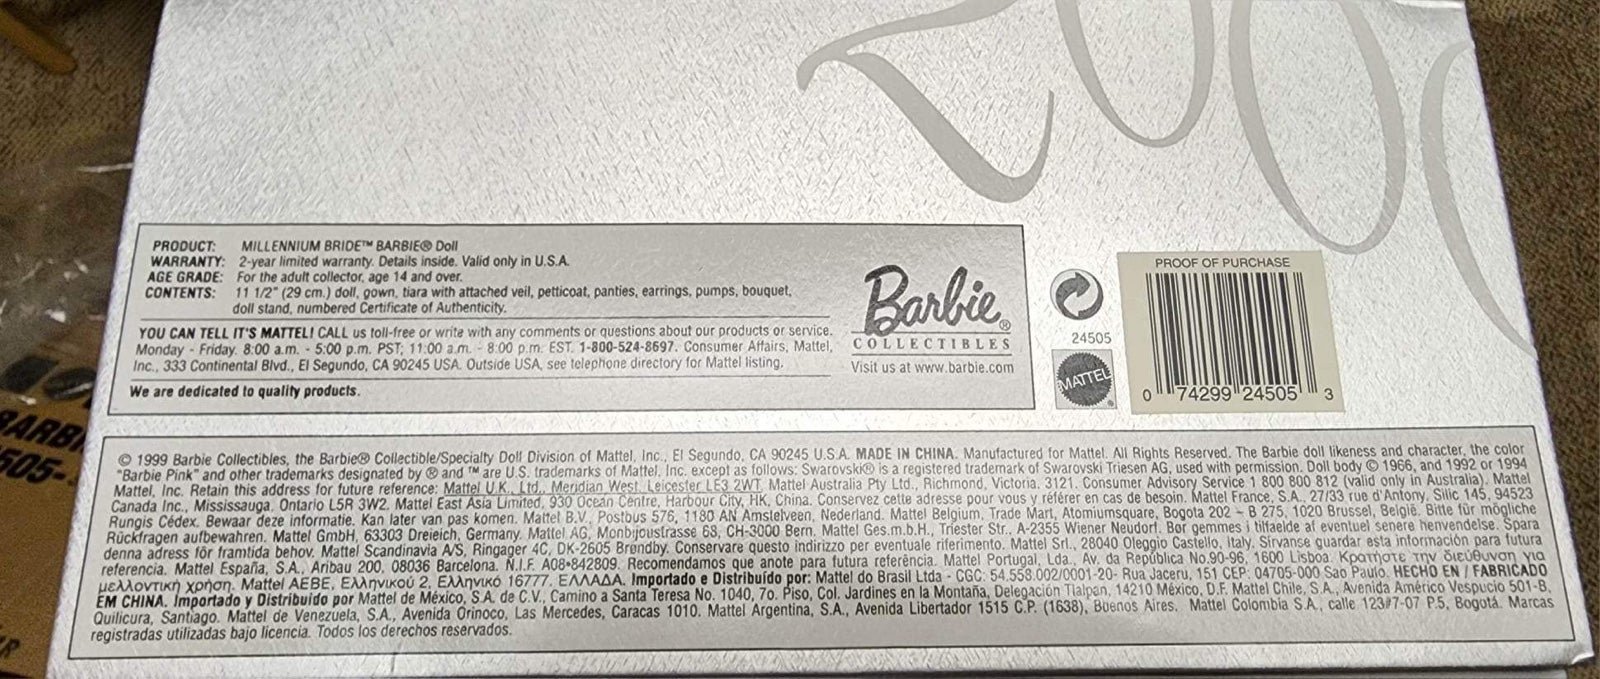 2000
PRODUCT: MILLENNIUM BRIDE™ BARBIE® Doll
WARRANTY: 2-year limited warranty. Details inside. Valid only in U.S.A.
AGE GRADE: For the adult collector, age 14 and over.
CONTENTS: 11 1/2" (29 cm.) doll, gown, tiara with attached veil, petticoat, panties, earrings, pumps, bouquet,
doll stand, numbered Certificate of Authenticity.
YOU CAN TELL IT'S MATTEL! CALL us toll-free or write with any comments or questions about our products or service.
Monday - Friday. 8:00 a.m. - 5:00 p.m. PST; 11:00 a.m. - 8:00 p.m. EST. 1-800-524-8697. Consumer Affairs, Mattel,
Inc., 333 Continental Blvd., El Segundo, CA 90245 USA. Outside USA, see telephone directory for Mattel listing.
We are dedicated to quality products.
Barbie®
COLLECTIBLES
Visit us at www.barbie.com
24505
MATTEL®
PROOF OF PURCHASE
0 74299 24505 3
© 1999 Barbie Collectibles, the Barbie® Collectible/Specialty Doll Division of Mattel, Inc., El Segundo, CA 90245 U.S.A. MADE IN CHINA. Manufactured for Mattel. All Rights Reserved. The Barbie doll likeness and character, the color
"Barbie Pink" and other trademarks designated by ® and ™ are U.S. trademarks of Mattel, Inc. except as follows: Swarovski® is a registered trademark of Swarovski Triesen AG, used with permission. Doll body © 1966, and 1992 or 1994
Mattel, Inc. Retain this address for future reference: Mattel U.K. Ltd., Meridian West, Leicester LE3 2WT. Mattel Australia Pty Ltd., Richmond, Victoria. 3121. Consumer Advisory Service 1 800 800 812 (valid only in Australia). Mattel
Canada Inc., Mississauga, Ontario L5R 3W2. Mattel East Asia Limited, 930 Ocean Centre, Harbour City, HK, China. Conservez cette adresse pour vous y référer en cas de besoin. Mattel France, S.A., 27/33 rue d'Antony, Silic 145, 94523
Rungis Cédex. Bewaar deze informatie. Kan later van pas komen. Mattel B.V., Postbus 576, 1180 AN Amstelveen, Nederland. Mattel Belgium, Trade Mart, Atomiumsquare, Bogota 202 - B 275, 1020 Brussel, België. Bitte für mögliche
Rückfragen aufbewahren. Mattel GmbH, 63303 Dreieich, Germany. Mattel AG, Monbijoustrasse 68, CH-3000 Bern. Mattel Ges.m.b.H., Triester Str., A-2355 Wiener Neudorf. Bør gemmes i tilfaelde af eventuel senere henvendelse. Spara
denna adress för framtida behov. Mattel Scandinavia A/S, Ringager 4C, DK-2605 Brøndby. Conservare questo indirizzo per eventuale riferimento. Mattel Srl., 28040 Oleggio Castello, Italy. Sírvanse guardar esta información para futura
referencia. Mattel España, S.A., Aribau 200, 08036 Barcelona. N.I.F. A08•842809. Recomendamos que anote para futura referência. Mattel Portugal, Lda., Av. da República No.90-96, 1600 Lisboa. Κρατήστε την διεύθυνση για
μελλοντική χρήση. Mattel AEBE, Ελληνικού 2, Ελληνικό 16777. ΕΛΛΑΔΑ. Importado e Distribuído por: Mattel do Brasil Ltda - CGC: 54.558.002/0001-20- Rua Jaceru, 151 CEP: 04705-000 Sao Paulo. HECHO EN / FABRICADO
EM CHINA. Importado y Distribuido por Mattel de México, S.A. de C.V., Camino a Santa Teresa No. 1040, 7o. Piso, Col. Jardines en la Montaña, Delegación Tlalpan, 14210 México, D.F. Mattel Chile, S.A., Avenida Américo Vespucio 501-B,
Quilicura, Santiago. Mattel de Venezuela, S.A., Avenida Orinoco, Las Mercedes, Caracas 1010. Mattel Argentina, S.A., Avenida Libertador 1515 C.P. (1638), Buenos Aires. Mattel Colombia S.A., calle 123#7-07 P.5, Bogotá. Marcas
registradas utilizadas bajo licencia. Todos los derechos reservados.
BARBI
505-